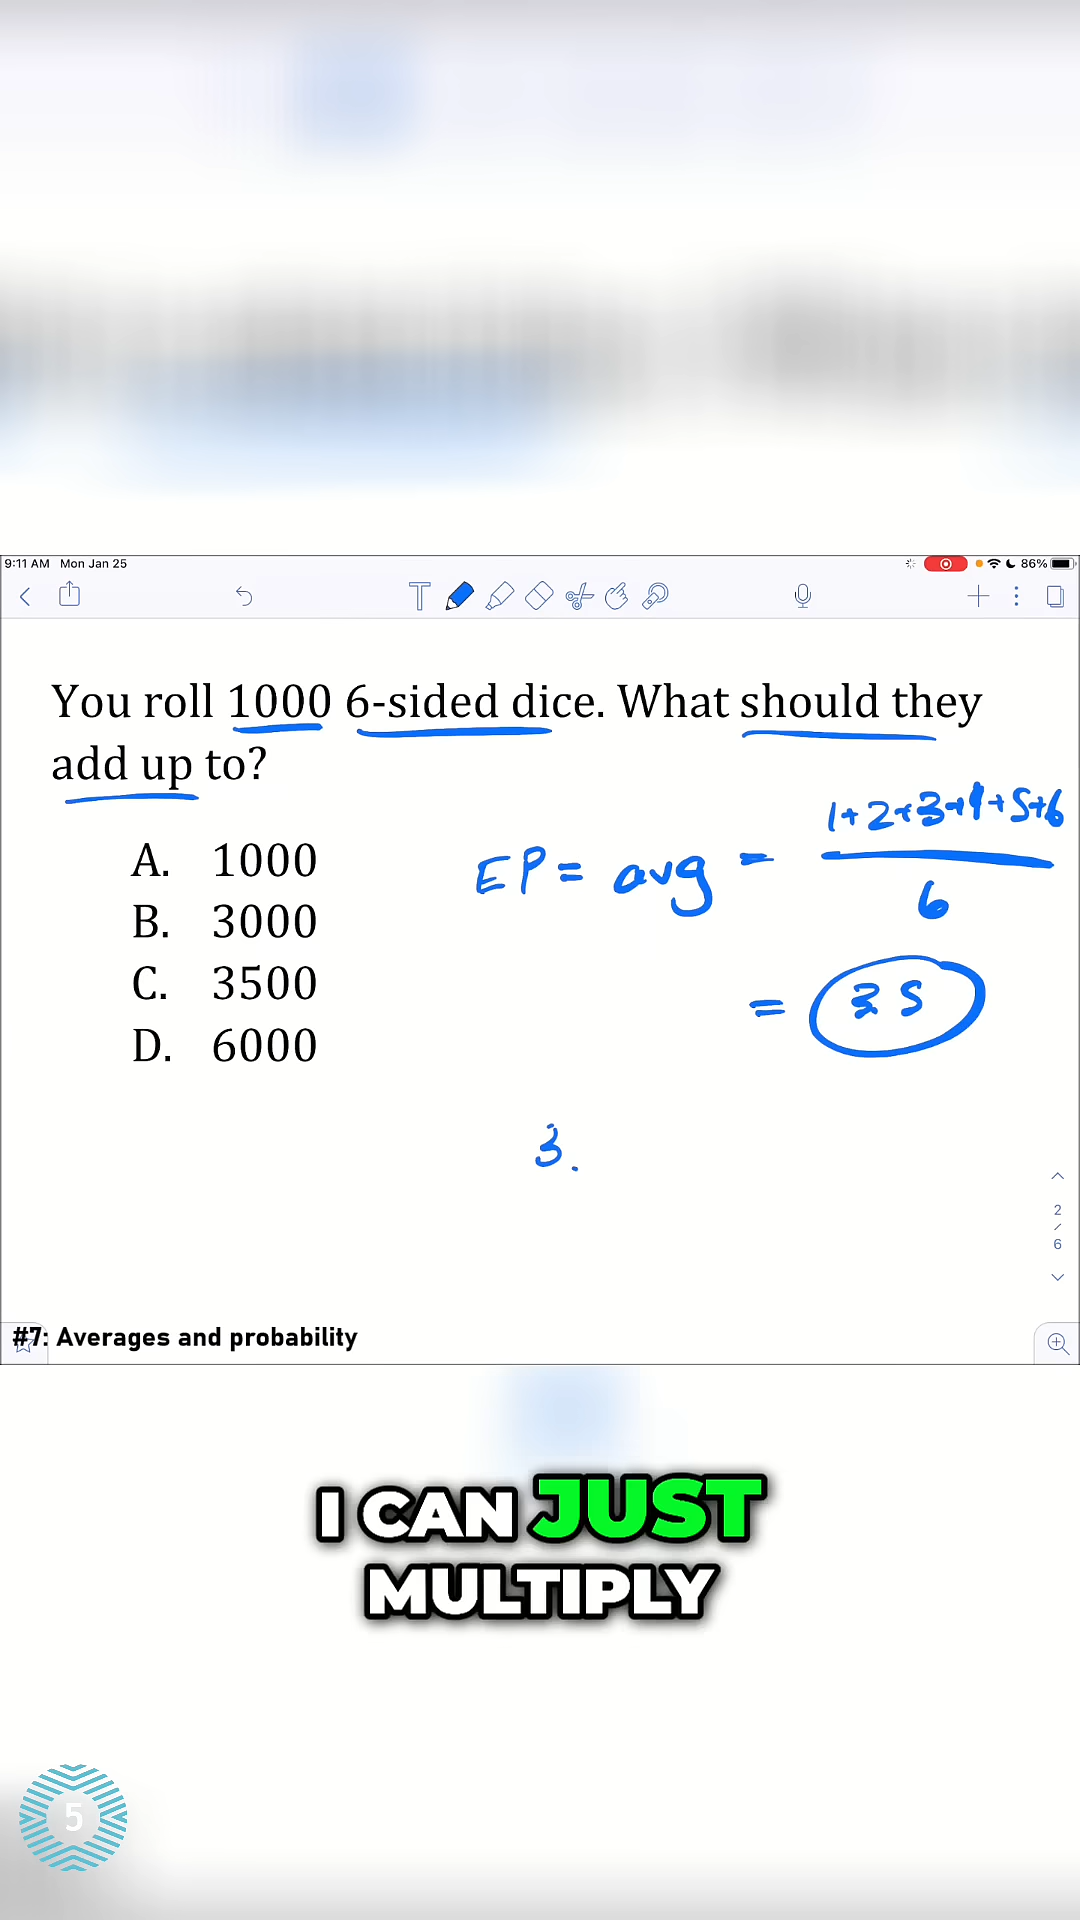 9:11 AM Mon Jan 25
86%
You roll 1000 6-sided dice. What should they
add up to?
A. 1000
B. 3000
C. 3500
D. 6000
EP = avg = 1+2+3+4+5+6
6
= 3 5
3.
2
/
6
#7: Averages and probability
I CAN JUST
MULTIPLY
5